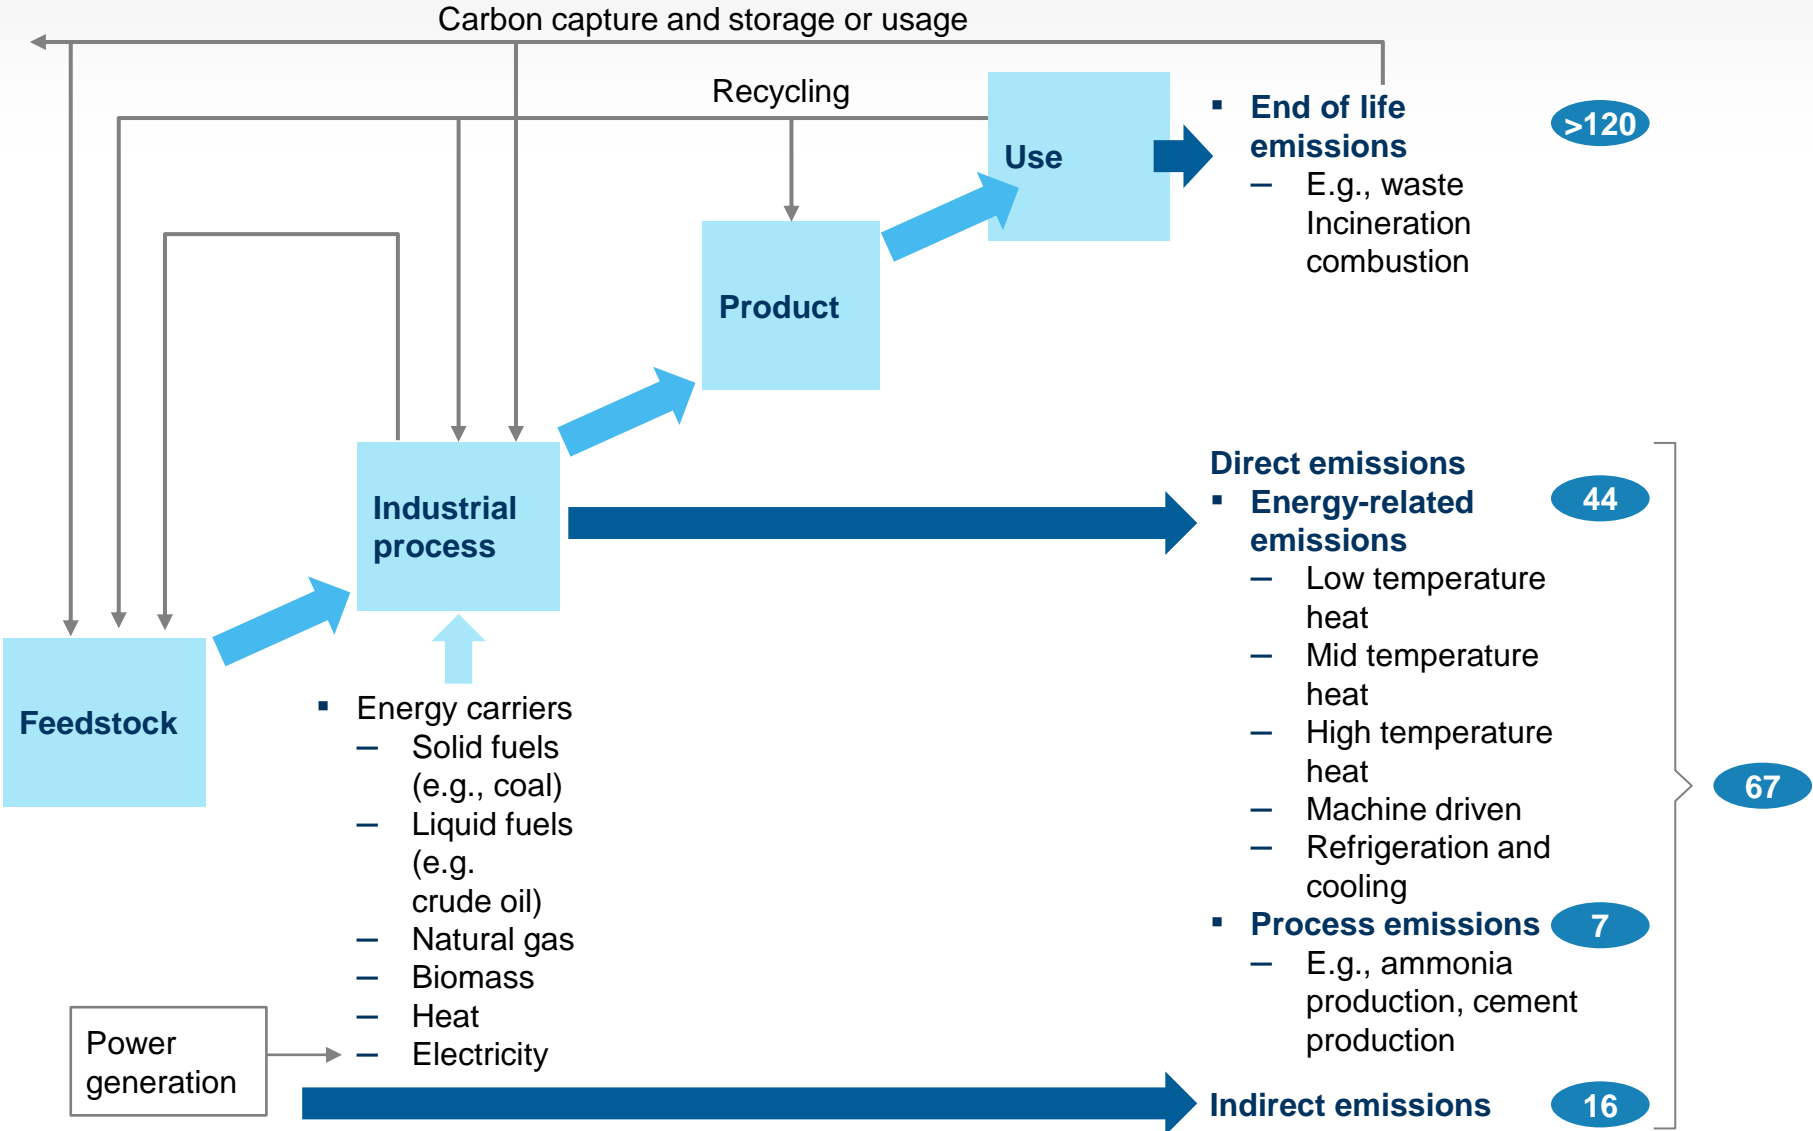 Carbon capture and storage or usage
Recycling
Use
▪ End of life
emissions
>120
– E.g., waste
Incineration
combustion
Product
Industrial
process
Feedstock
Direct emissions
▪ Energy-related
emissions
44
– Low temperature
heat
– Mid temperature
heat
– High temperature
heat
– Machine driven
– Refrigeration and
cooling
▪ Process emissions
7
– E.g., ammonia
production, cement
production
Indirect emissions
16
67
▪ Energy carriers
– Solid fuels
(e.g., coal)
– Liquid fuels
(e.g.
crude oil)
– Natural gas
– Biomass
– Heat
– Electricity
Power
generation